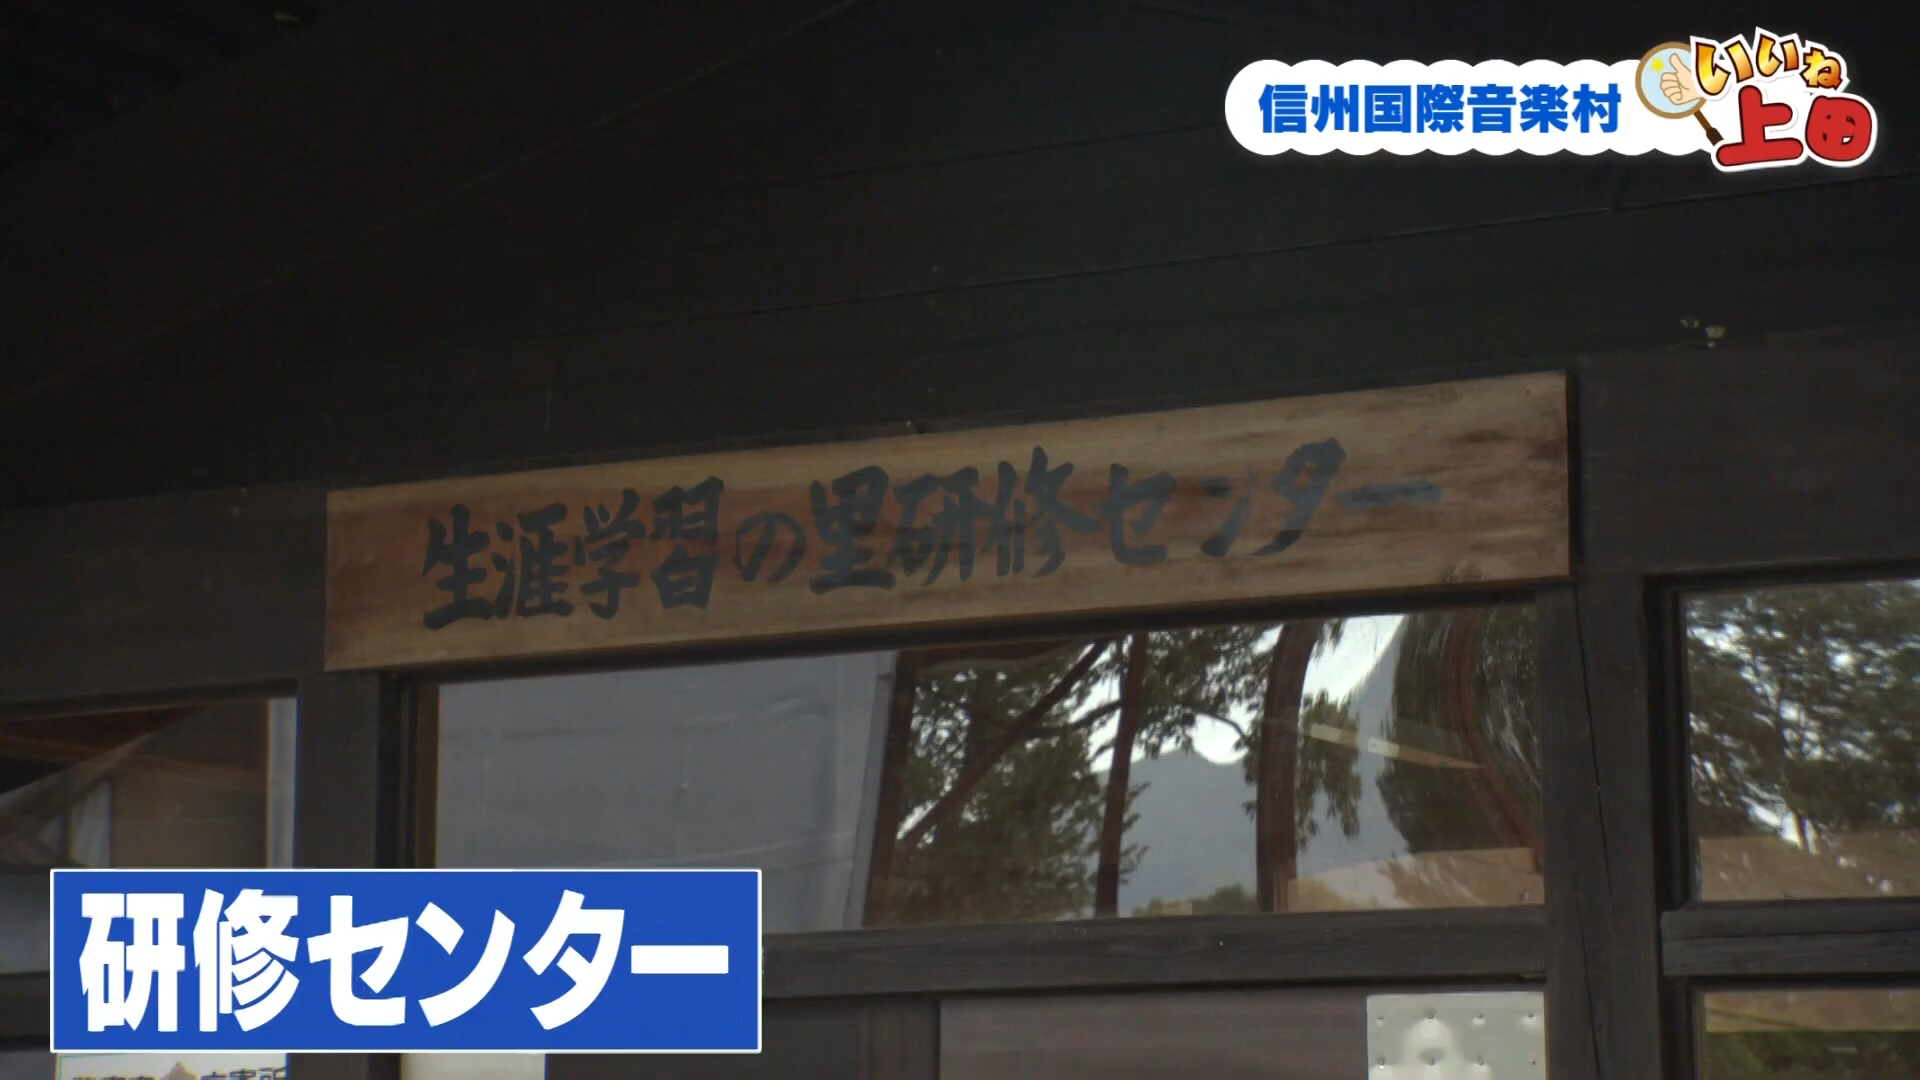 信州国際音楽村
いいね
上田
生涯学習の里研修センター
研修センター